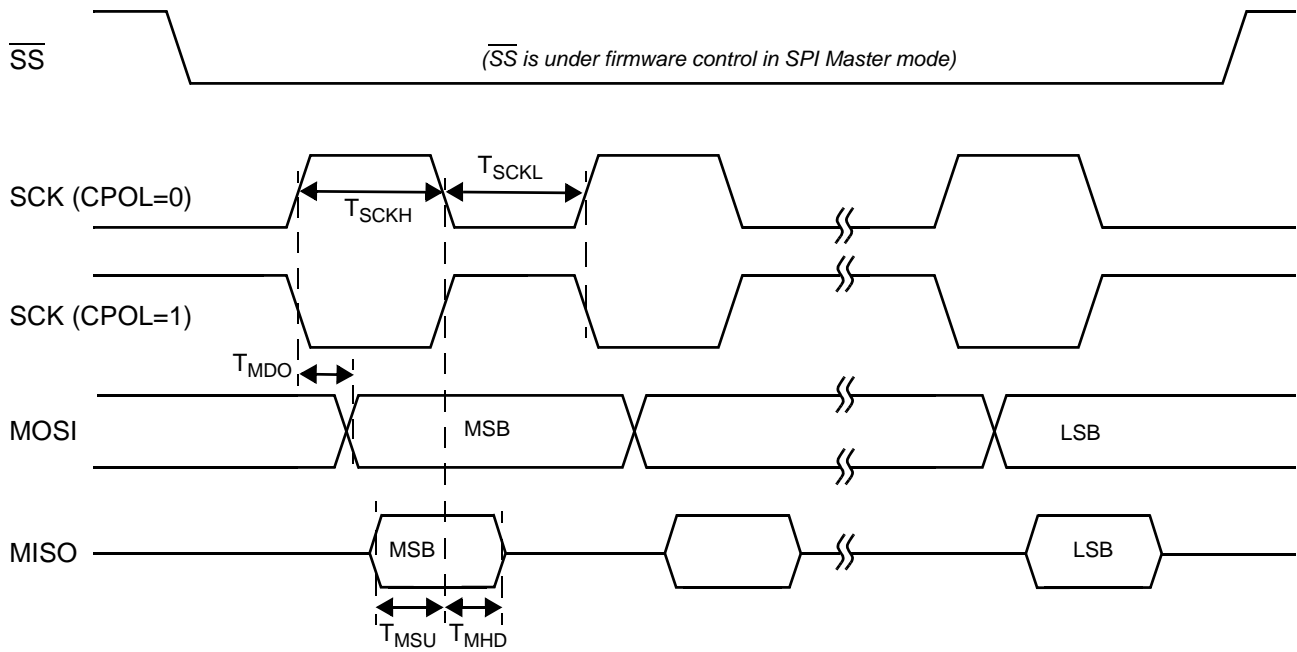 SS
(SS is under firmware control in SPI Master mode)
SCK (CPOL=0)
TSCKH
TSCKL
SCK (CPOL=1)
TMDO
MOSI
MSB
LSB
MISO
MSB
LSB
TMSU
TMHD